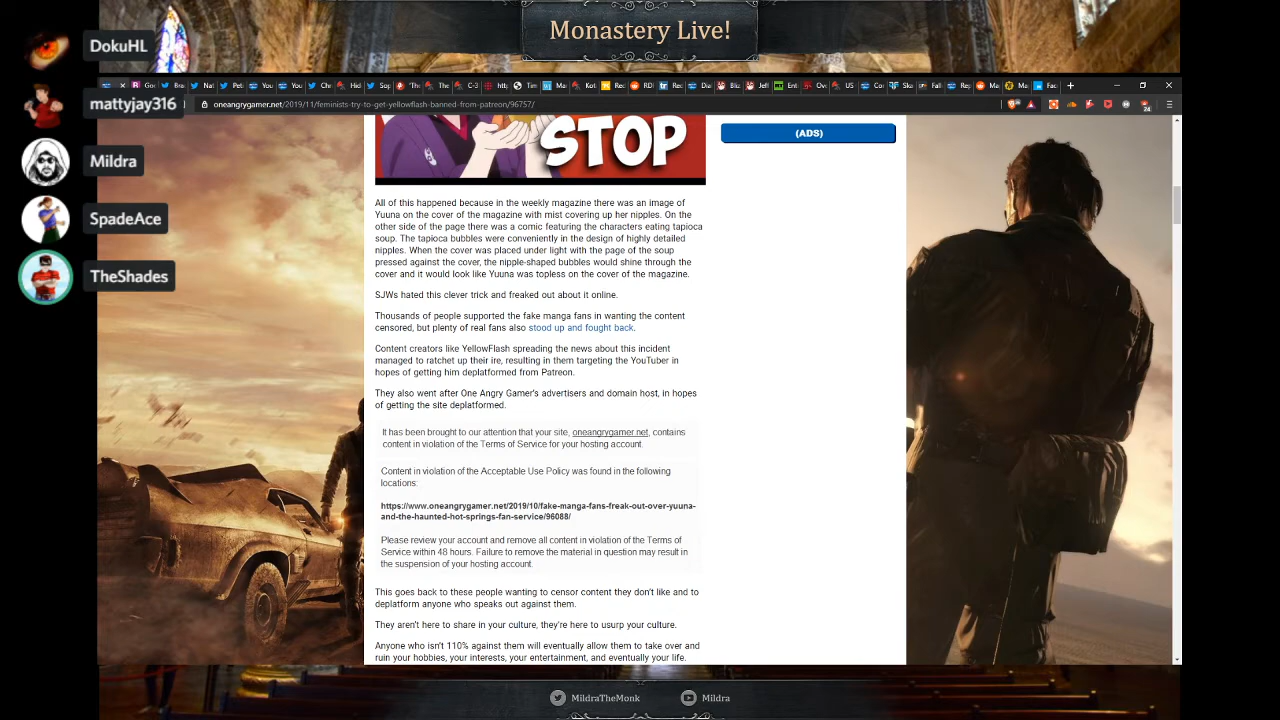 Monastery Live!
DokuHL
mattyjay316
Mildra
SpadeAce
TheShades
oneangrygamer.net/2019/11/feminists-try-to-get-yellowflash-banned-from-patreon/96757/
STOP
(ADS)
All of this happened because in the weekly magazine there was an image of
Yuuna on the cover of the magazine with mist covering up her nipples. On the
other side of the page there was a comic featuring the characters eating tapioca
soup. The tapioca bubbles were conveniently in the design of highly detailed
nipples. When the cover was placed under light with the page of the soup
pressed against the cover, the nipple-shaped bubbles would shine through the
cover and it would look like Yuuna was topless on the cover of the magazine.
SJWs hated this clever trick and freaked out about it online.
Thousands of people supported the fake manga fans in wanting the content
censored, but plenty of real fans also stood up and fought back.
Content creators like YellowFlash spreading the news about this incident
managed to ratchet up their ire, resulting in them targeting the YouTuber in
hopes of getting him deplatformed from Patreon.
They also went after One Angry Gamer's advertisers and domain host, in hopes
of getting the site deplatformed.
It has been brought to our attention that your site, oneangrygamer.net, contains
content in violation of the Terms of Service for your hosting account.
Content in violation of the Acceptable Use Policy was found in the following
locations:
https://www.oneangrygamer.net/2019/10/fake-manga-fans-freak-out-over-yuuna-
and-the-haunted-hot-springs-fan-service/96088/
Please review your account and remove all content in violation of the Terms of
Service within 48 hours. Failure to remove the material in question may result in
the suspension of your hosting account.
This goes back to these people wanting to censor content they don't like and to
deplatform anyone who speaks out against them.
They aren't here to share in your culture, they're here to usurp your culture.
Anyone who isn't 110% against them will eventually allow them to take over and
ruin your hobbies, your interests, your entertainment, and eventually your life.
MildraTheMonk
Mildra